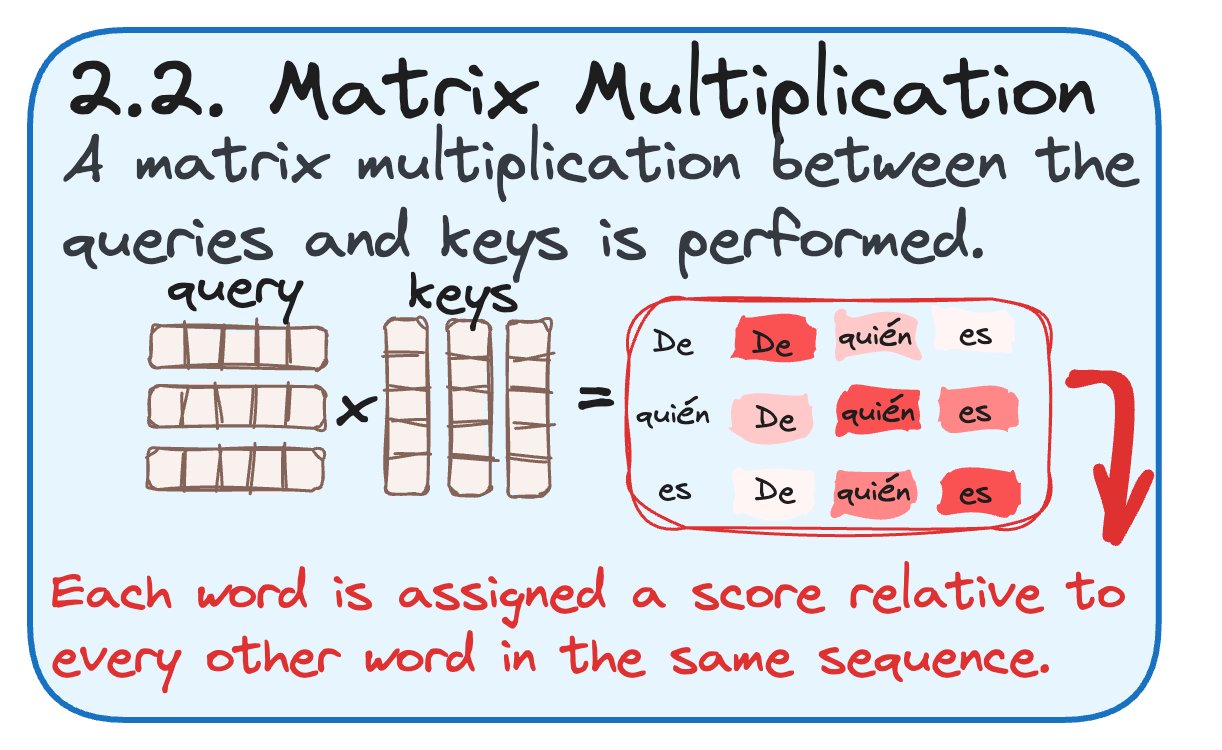 2.2. Matrix Multiplication
A matrix multiplication between the
queries and keys is performed.
query keys
x =
De De quién es
quién De quién es
es De quién es
Each word is assigned a score relative to
every other word in the same sequence.